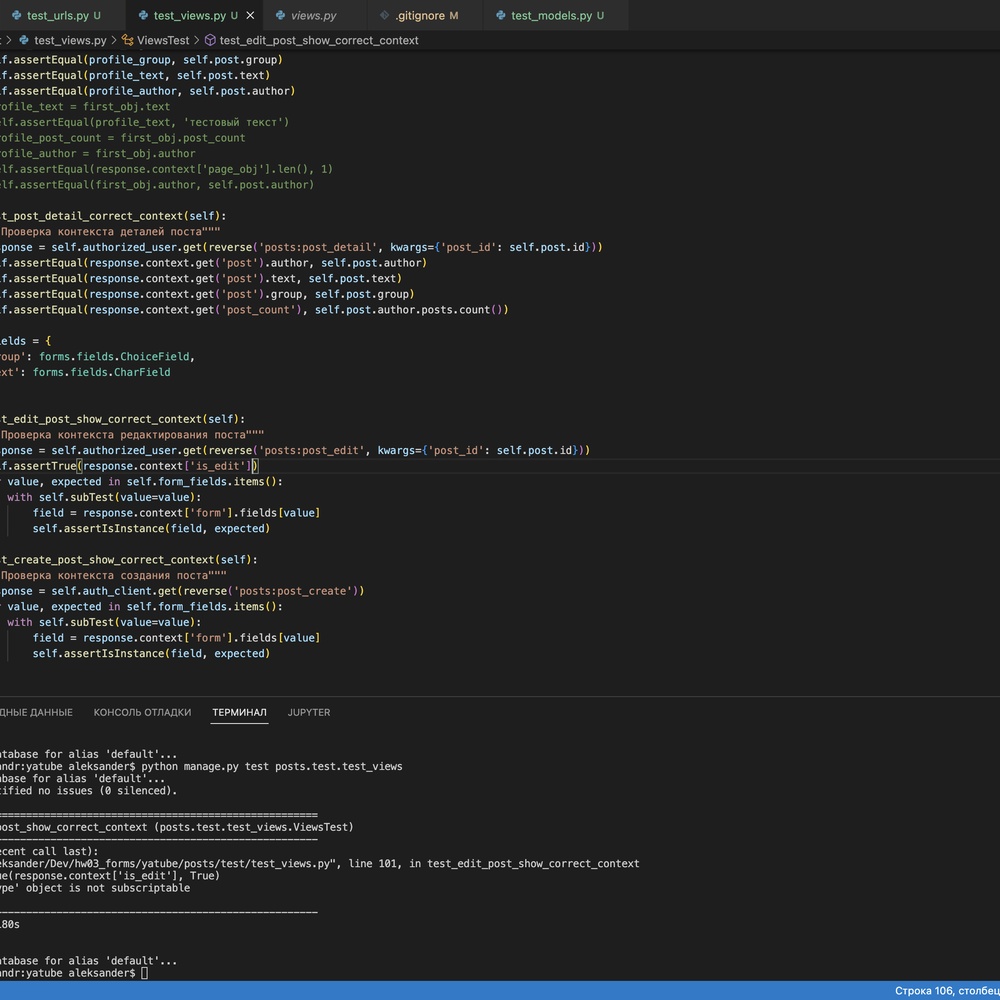 test_urls.py U
test_views.py U
views.py
.gitignore M
test_models.py U
test_views.py > ViewsTest > test_edit_post_show_correct_context
f.assertEqual(profile_group, self.post.group)
f.assertEqual(profile_text, self.post.text)
f.assertEqual(profile_author, self.post.author)
rofile_text = first_obj.text
elf.assertEqual(profile_text, 'тестовый текст')
rofile_post_count = first_obj.post_count
rofile_author = first_obj.author
elf.assertEqual(response.context['page_obj'].len(), 1)
elf.assertEqual(first_obj.author, self.post.author)
t_post_detail_correct_context(self):
Проверка контекста деталей поста"""
ponse = self.authorized_user.get(reverse('posts:post_detail', kwargs={'post_id': self.post.id}))
f.assertEqual(response.context.get('post').author, self.post.author)
f.assertEqual(response.context.get('post').text, self.post.text)
f.assertEqual(response.context.get('post').group, self.post.group)
f.assertEqual(response.context.get('post_count'), self.post.author.posts.count())
ields = {
oup': forms.fields.ChoiceField,
xt': forms.fields.CharField
t_edit_post_show_correct_context(self):
Проверка контекста редактирования поста"""
ponse = self.authorized_user.get(reverse('posts:post_edit', kwargs={'post_id': self.post.id}))
f.assertTrue(response.context['is_edit'])
value, expected in self.form_fields.items():
with self.subTest(value=value):
field = response.context['form'].fields[value]
self.assertIsInstance(field, expected)
t_create_post_show_correct_context(self):
Проверка контекста создания поста"""
ponse = self.auth_client.get(reverse('posts:post_create'))
value, expected in self.form_fields.items():
with self.subTest(value=value):
field = response.context['form'].fields[value]
self.assertIsInstance(field, expected)
ДНЫЕ ДАННЫЕ
КОНСОЛЬ ОТЛАДКИ
ТЕРМИНАЛ
JUPYTER
atabase for alias 'default'...
andr:yatube aleksander$ python manage.py test posts.test.test_views
abase for alias 'default'...
tified no issues (0 silenced).
post_show_correct_context (posts.test.test_views.ViewsTest)
ecent call last):
eksander/Dev/hw03_forms/yatube/posts/test/test_views.py", line 101, in test_edit_post_show_correct_context
ue(response.context['is_edit'], True)
ype' object is not subscriptable
180s
atabase for alias 'default'...
andr:yatube aleksander$
Строка 106, столбец